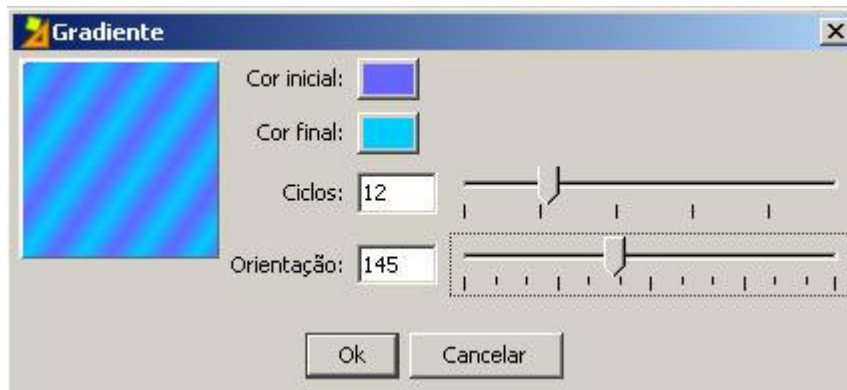 Gradiente
Cor inicial:
Cor final:
Ciclos: 12
Orientação: 145
Ok Cancelar